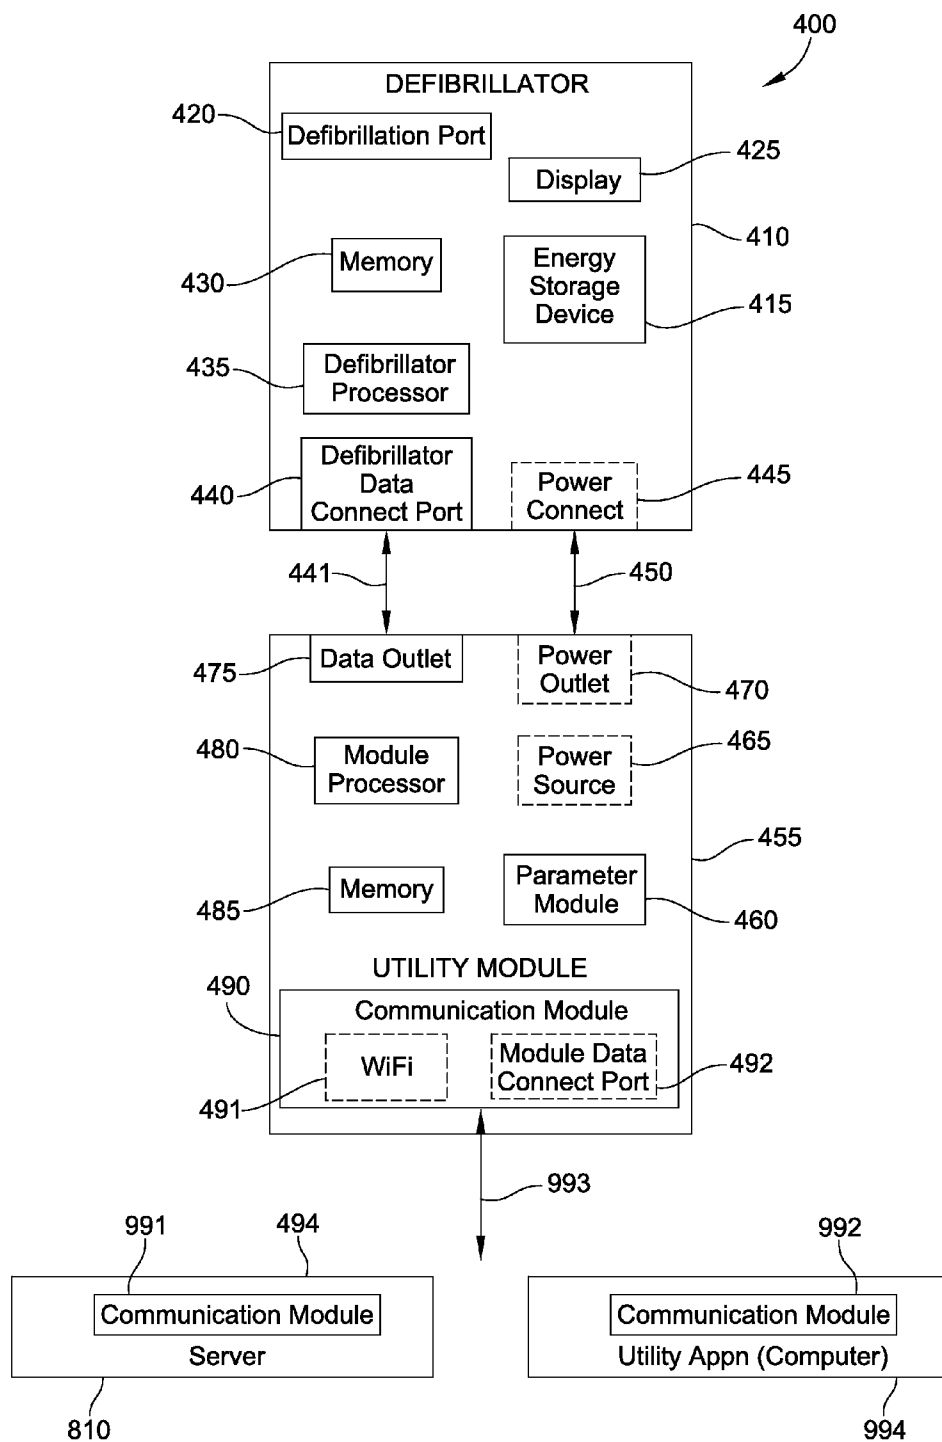 400
DEFIBRILLATOR
420
Defibrillation Port
425
Display
410
430
Memory
Energy
Storage
Device
415
435
Defibrillator
Processor
440
Defibrillator
Data
Connect Port
445
Power
Connect
441
450
475
Data Outlet
Power
Outlet
470
480
Module
Processor
465
Power
Source
455
485
Memory
Parameter
Module
460
UTILITY MODULE
490
Communication Module
WiFi
491
Module Data
Connect Port
492
993
991
494
Communication Module
Server
810
992
Communication Module
Utility Appn (Computer)
994